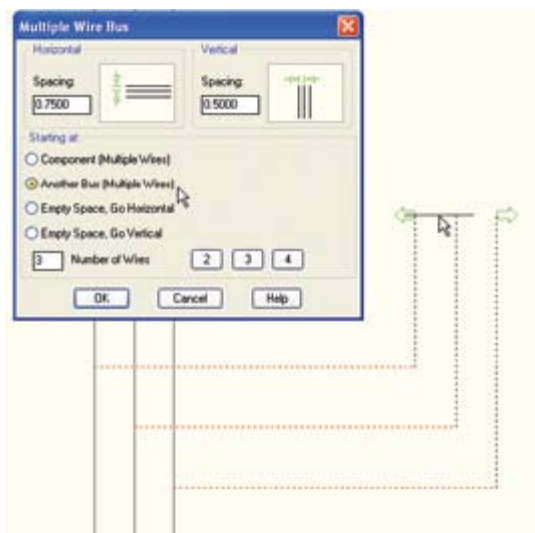 Multiple Wire Bus
Horizontal
Vertical
Spacing:
0.7500
Spacing:
0.5000
Starting at:
Component (Multiple Wires)
Another Bus (Multiple Wires)
Empty Space, Go Horizontal
Empty Space, Go Vertical
3 Number of Wires 2 3 4
OK Cancel Help